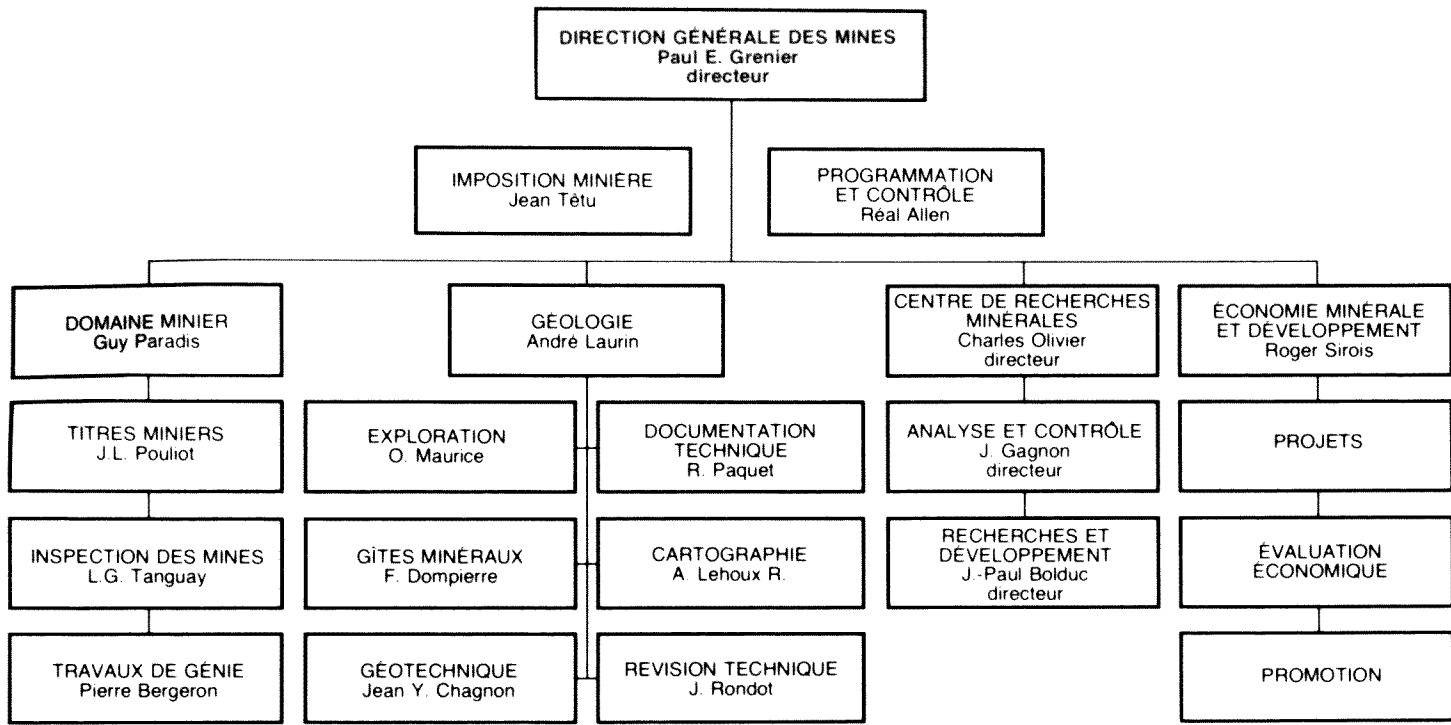 DIRECTION GÉNÉRALE DES MINES
Paul E. Grenier
directeur
IMPOSITION MINIÈRE
Jean Têtu
PROGRAMMATION
ET CONTRÔLE
Réal Allen
DOMAINE MINIER
Guy Paradis
GÉOLOGIE
André Laurin
CENTRE DE RECHERCHES
MINÉRALES
Charles Olivier
directeur
ÉCONOMIE MINÉRALE
ET DÉVELOPPEMENT
Roger Sirois
TITRES MINIERS
J.L. Pouliot
EXPLORATION
O. Maurice
DOCUMENTATION
TECHNIQUE
R. Paquet
ANALYSE ET CONTRÔLE
J. Gagnon
directeur
PROJETS
INSPECTION DES MINES
L.G. Tanguay
GÎTES MINÉRAUX
F. Dompierre
CARTOGRAPHIE
A. Lehoux R.
RECHERCHES ET
DÉVELOPPEMENT
J.-Paul Bolduc
directeur
ÉVALUATION
ÉCONOMIQUE
TRAVAUX DE GÉNIE
Pierre Bergeron
GÉOTECHNIQUE
Jean Y. Chagnon
REVISION TECHNIQUE
J. Rondot
PROMOTION